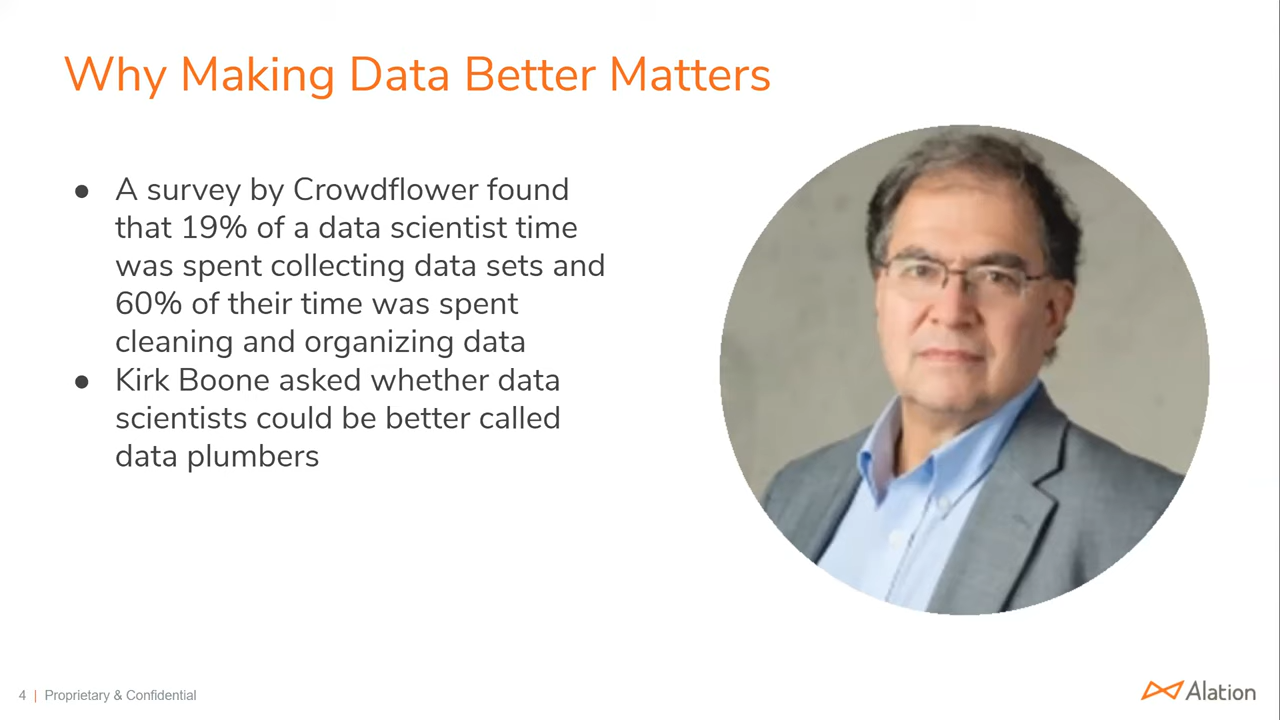 Why Making Data Better Matters
● A survey by Crowdflower found
that 19% of a data scientist time
was spent collecting data sets and
60% of their time was spent
cleaning and organizing data
● Kirk Boone asked whether data
scientists could be better called
data plumbers
4 | Proprietary & Confidential
Alation